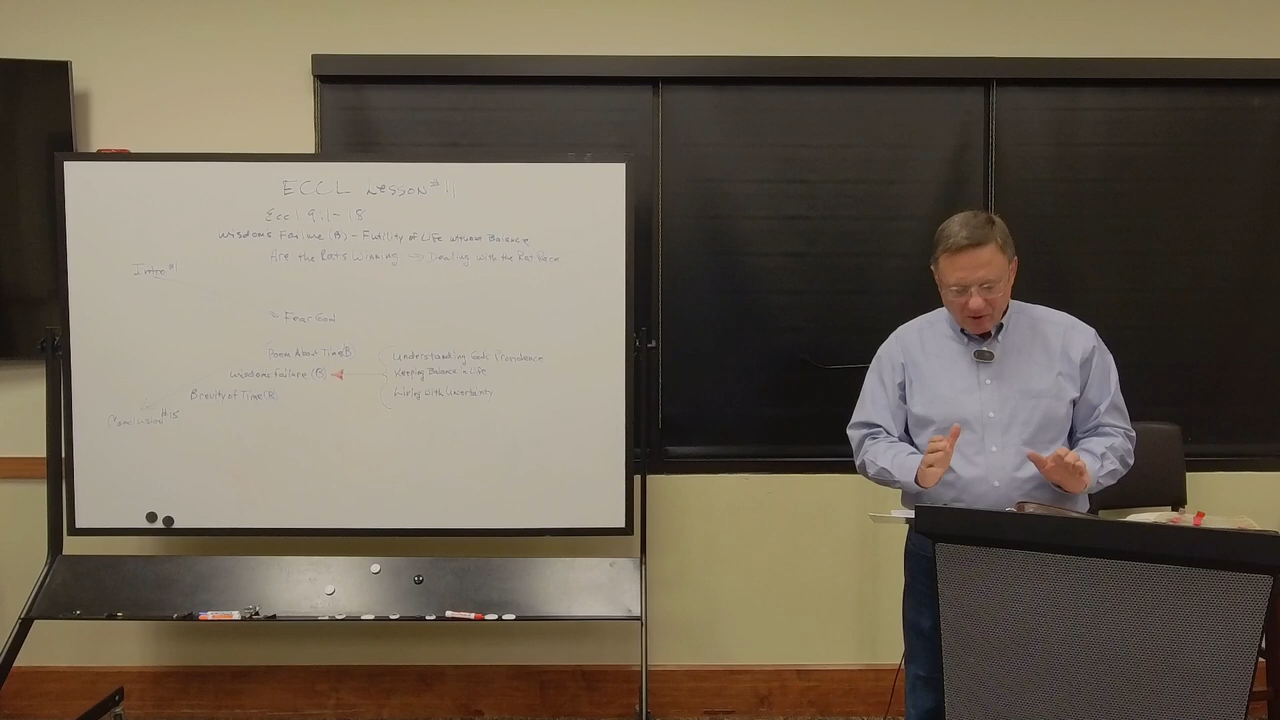 ECCL Lesson #11
Eccl 9:1-18
Wisdoms Failure (B) - Futility of Life without Balance
Are the Rats Winning → Dealing with the Rat Race
Intro #1
Fear God
Poem About Time (B)
Understanding Gods Providence
Wisdoms Failure (B)
Keeping Balance in Life
Brevity of Time (B)
Living with Uncertainty
Conclusion #15